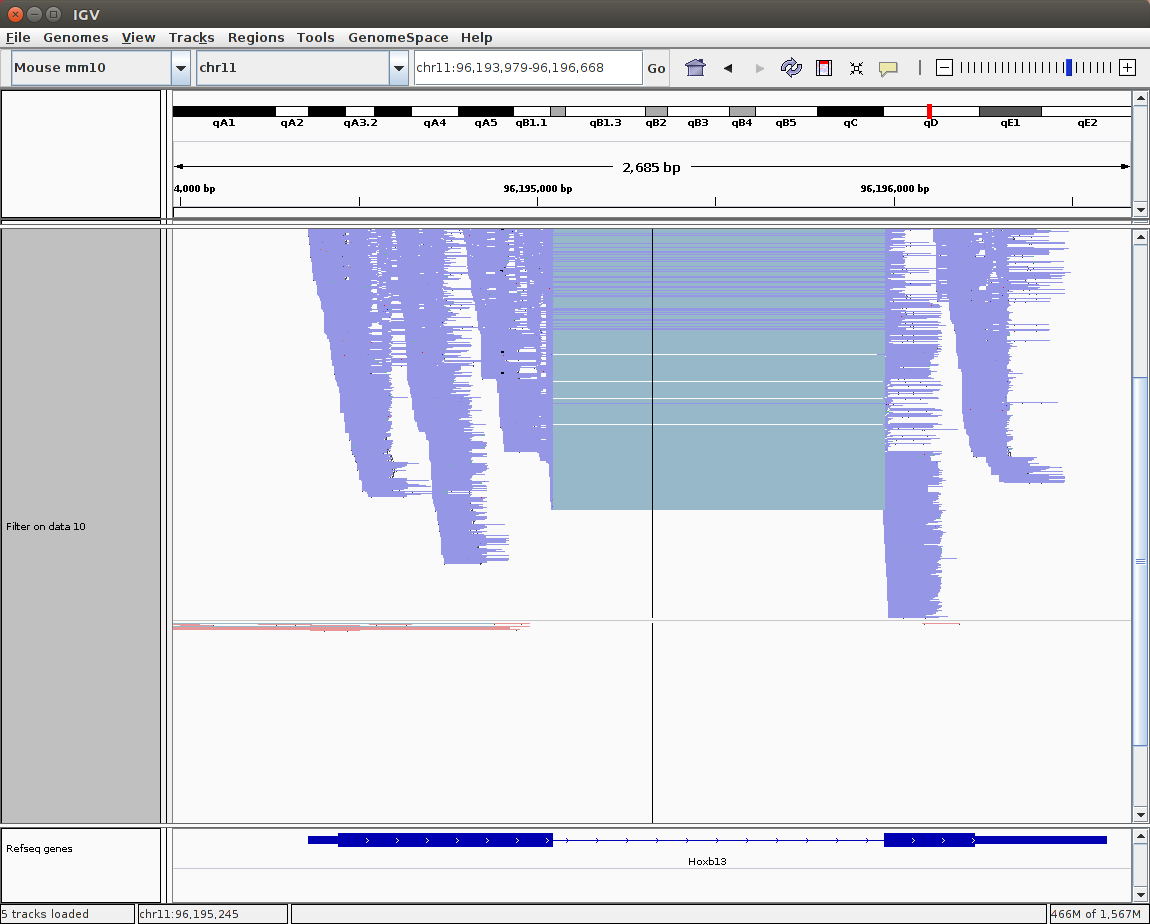 IGV
File Genomes View Tracks Regions Tools GenomeSpace Help
Mouse mm10 chr11 chr11:96,193,979-96,196,668 Go
qA1 qA2 qA3.2 qA4 qA5 qB1.1 qB1.3 qB2 qB3 qB4 qB5 qC qD qE1 qE2
2,685 bp
4,000 bp 96,195,000 bp 96,196,000 bp
Filter on data 10
Refseq genes
Hoxb13
5 tracks loaded chr11:96,195,245 466M of 1,567M